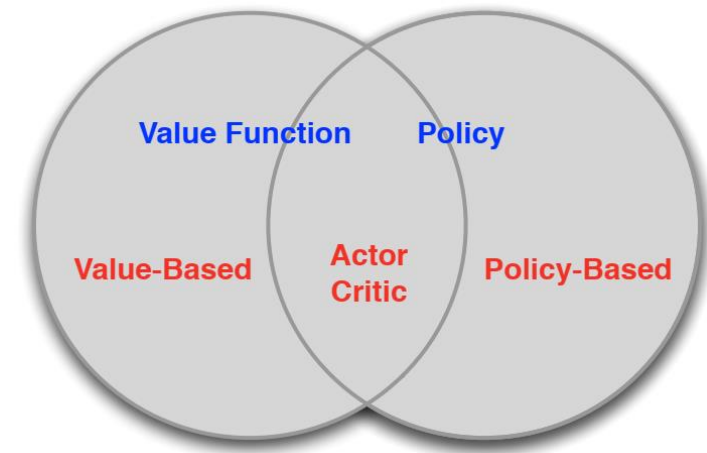 Value Function
Policy
Value-Based
Actor
Critic
Policy-Based